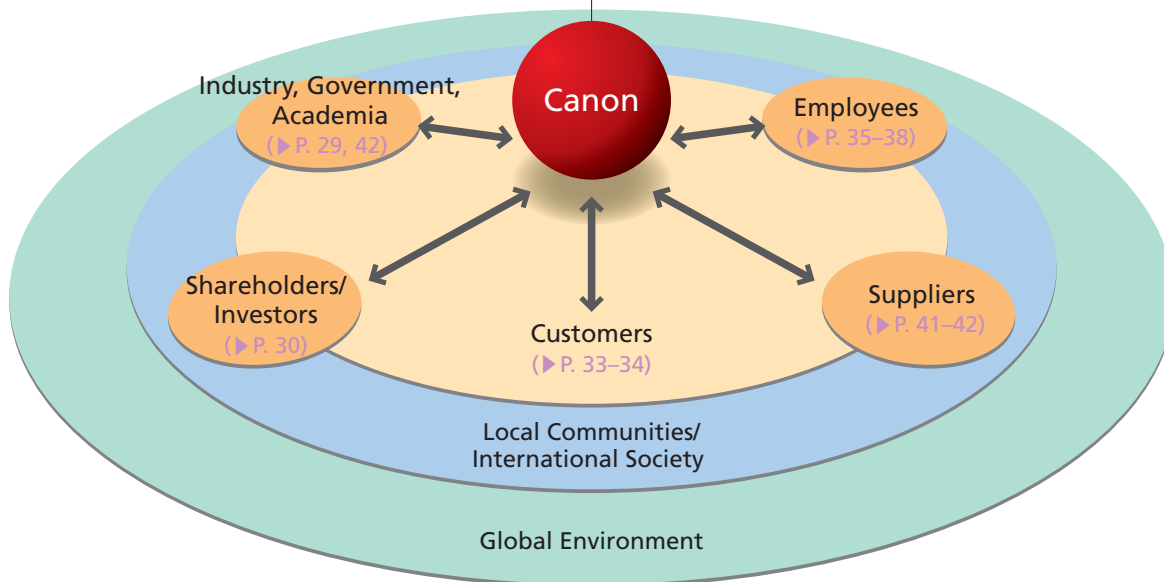 Canon
Industry, Government,
Academia
(▶ P. 29, 42)
Employees
(▶ P. 35–38)
Shareholders/
Investors
(▶ P. 30)
Suppliers
(▶ P. 41–42)
Customers
(▶ P. 33–34)
Local Communities/
International Society
Global Environment